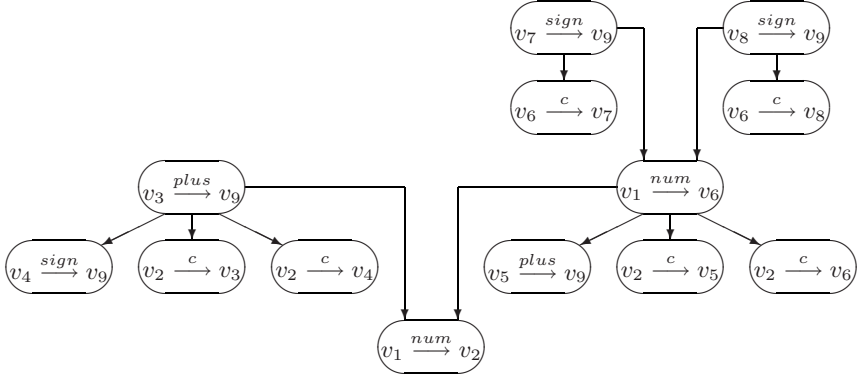 v₇ —sign→ v₉ v₈ —sign→ v₉
v₆ —c→ v₇ v₆ —c→ v₈
v₃ —plus→ v₉ v₁ —num→ v₆
v₄ —sign→ v₉ v₂ —c→ v₃ v₂ —c→ v₄ v₅ —plus→ v₉ v₂ —c→ v₅ v₂ —c→ v₆
v₁ —num→ v₂